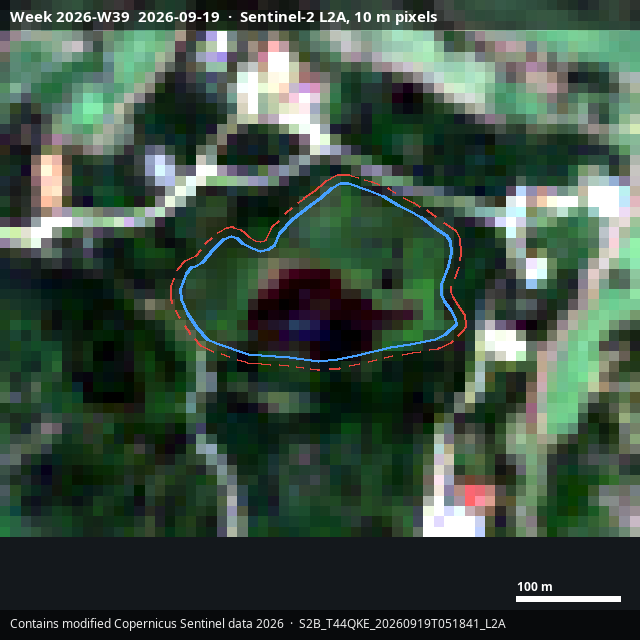 Week 2026-W39  2026-09-19  ·  Sentinel-2 L2A, 10 m pixels
100 m
Contains modified Copernicus Sentinel data 2026  ·  S2B_T44QKE_20260919T051841_L2A